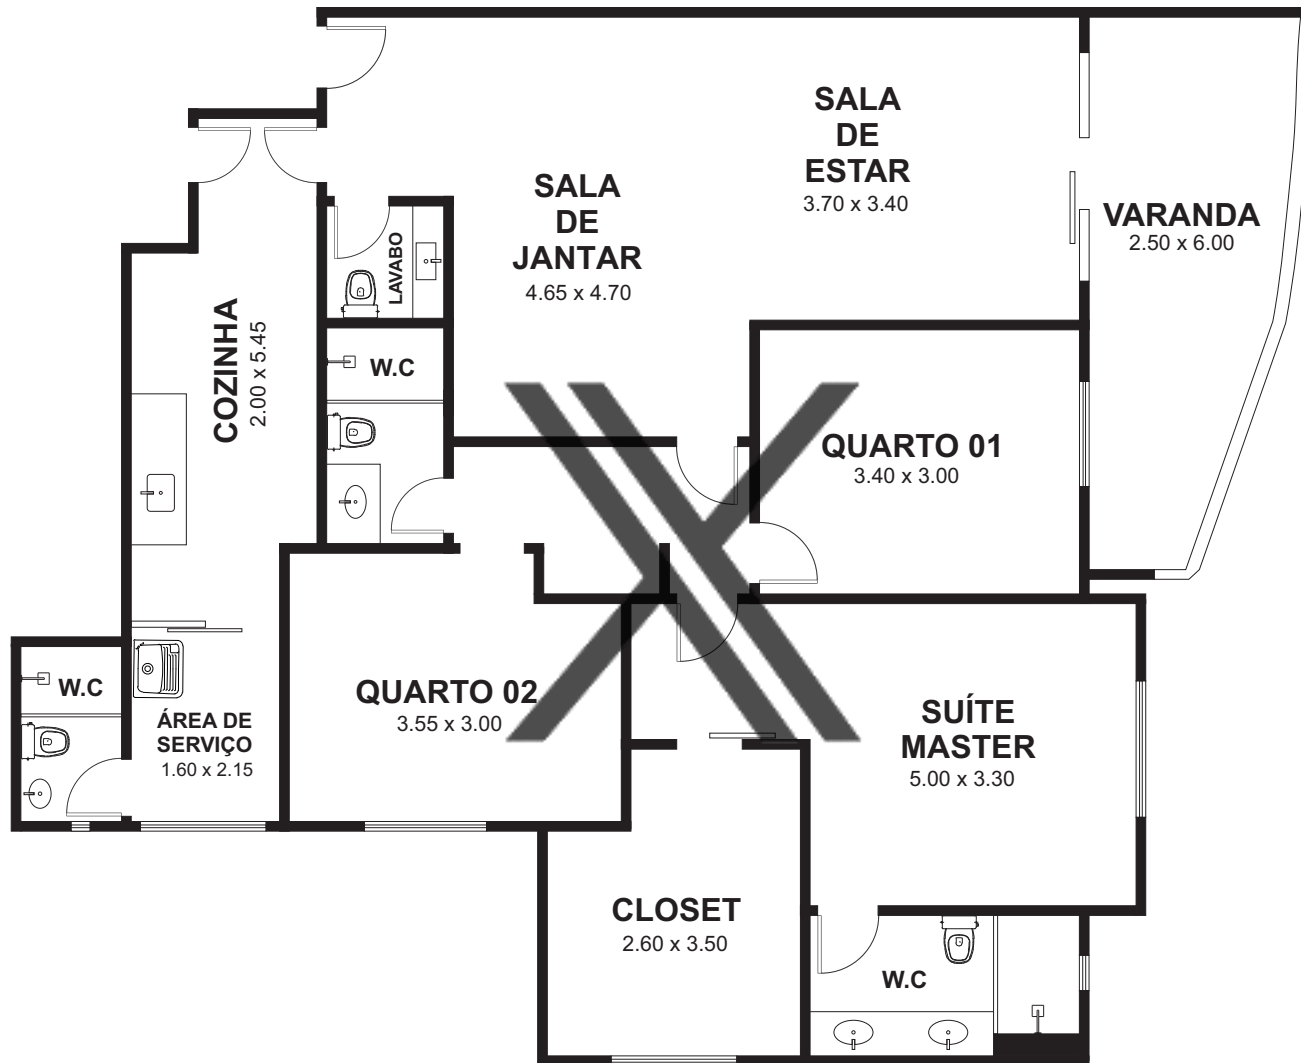 SALA
DE
ESTAR
3.70 x 3.40
SALA
DE
JANTAR
4.65 x 4.70
VARANDA
2.50 x 6.00
LAVABO
COZINHA
2.00 x 5.45
W.C
QUARTO 01
3.40 x 3.00
W.C
ÁREA DE
SERVIÇO
1.60 x 2.15
QUARTO 02
3.55 x 3.00
SUÍTE
MASTER
5.00 x 3.30
CLOSET
2.60 x 3.50
W.C